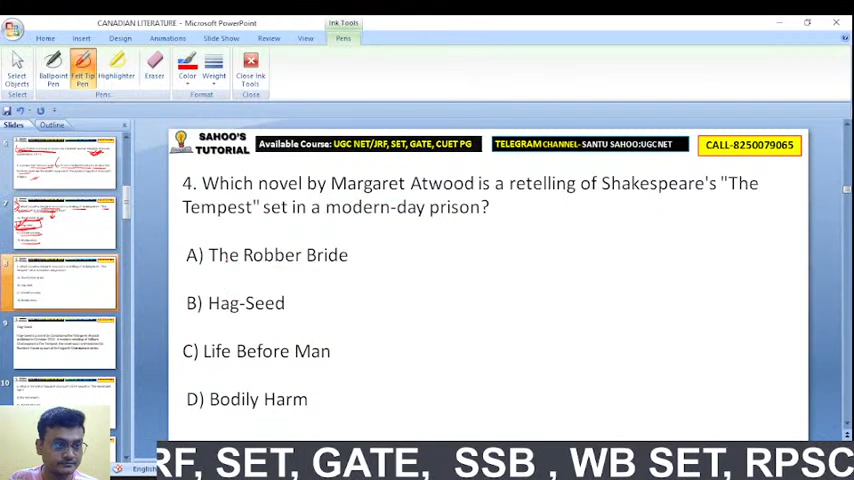 CANADIAN LITERATURE - Microsoft PowerPoint
Ink Tools
Home Insert Design Animations Slide Show Review View Pens
Select Objects
Ballpoint Pen
Felt Tip Pen
Highlighter
Eraser
Color
Weight
Close Ink Tools
Select
Pens
Format
Close
Slides Outline
SAHOO'S TUTORIAL
Available Course: UGC NET/JRF, SET, GATE, CUET PG
TELEGRAM CHANNEL- SANTU SAHOO:UGC NET
CALL-8250079065
4. Which novel by Margaret Atwood is a retelling of Shakespeare's "The
Tempest" set in a modern-day prison?
A) The Robber Bride
B) Hag-Seed
C) Life Before Man
D) Bodily Harm
7
9
10
English
RF, SET, GATE, SSB , WB SET, RPSC